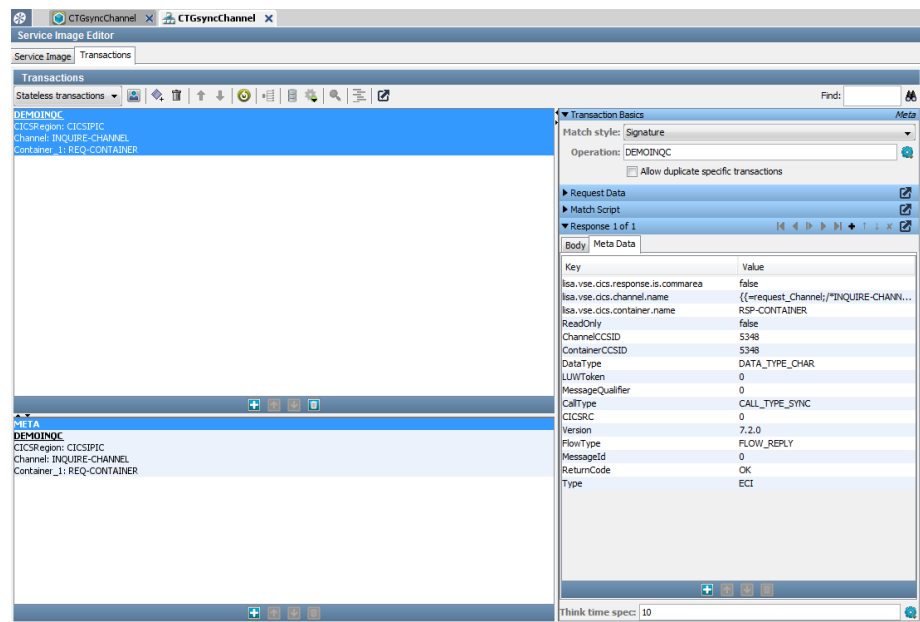 CTGsyncChannel CTGsyncChannel
Service Image Editor
Service Image Transactions
Transactions
Stateless transactions Find:
DEMOINQC
CICSRegion: CICSIPIC
Channel: INQUIRE-CHANNEL
Container_1: REQ-CONTAINER
META
DEMOINQC
CICSRegion: CICSIPIC
Channel: INQUIRE-CHANNEL
Container_1: REQ-CONTAINER
Transaction Basics Meta
Match style: Signature
Operation: DEMOINQC
Allow duplicate specific transactions
Request Data
Match Script
Response 1 of 1
Body Meta Data
Key Value
lisa.vse.cics.response.is.commarea false
lisa.vse.cics.channel.name {{=request_Channel;/*INQUIRE-CHANN...
lisa.vse.cics.container.name RSP-CONTAINER
ReadOnly false
ChannelCCSID 5348
ContainerCCSID 5348
DataType DATA_TYPE_CHAR
LUWToken 0
MessageQualifier 0
CallType CALL_TYPE_SYNC
CICSRC 0
Version 7.2.0
FlowType FLOW_REPLY
MessageId 0
ReturnCode OK
Type ECI
Think time spec: 10